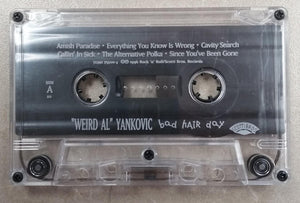 Amish Paradise • Everything You Know Is Wrong • Cavity Search
Callin' In Sick • The Alternative Polka • Since You've Been Gone
SIDE
A
"WEIRD AL" YANKOVIC bad hair day